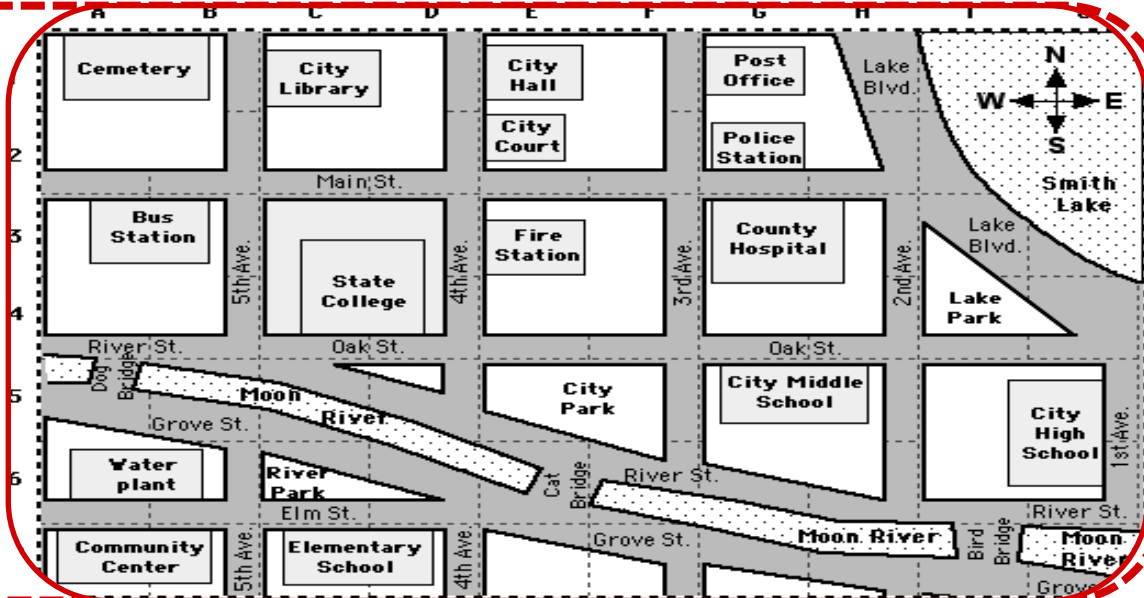 A B C D E F G H I J
N
W E
S
Cemetery
City
Library
City
Hall
Post
Office
Lake
Blvd.
City
Court
Police
Station
2
Main St.
Smith
Lake
Bus
Station
3
5th Ave.
State
College
4th Ave.
Fire
Station
3rd Ave.
County
Hospital
2nd Ave.
Lake
Blvd.
Lake
Park
4
River St.
Oak St.
Oak St.
Dog
Bridge
5
Moon
River
Grove St.
City
Park
City Middle
School
City
High
School
1st Ave.
6
Water
plant
River
Park
Cat
Bridge
River St.
Elm St.
River St.
Community
Center
5th Ave.
Elementary
School
4th Ave.
Grove St.
Moon River
Bird
Bridge
Moon
River
Grove